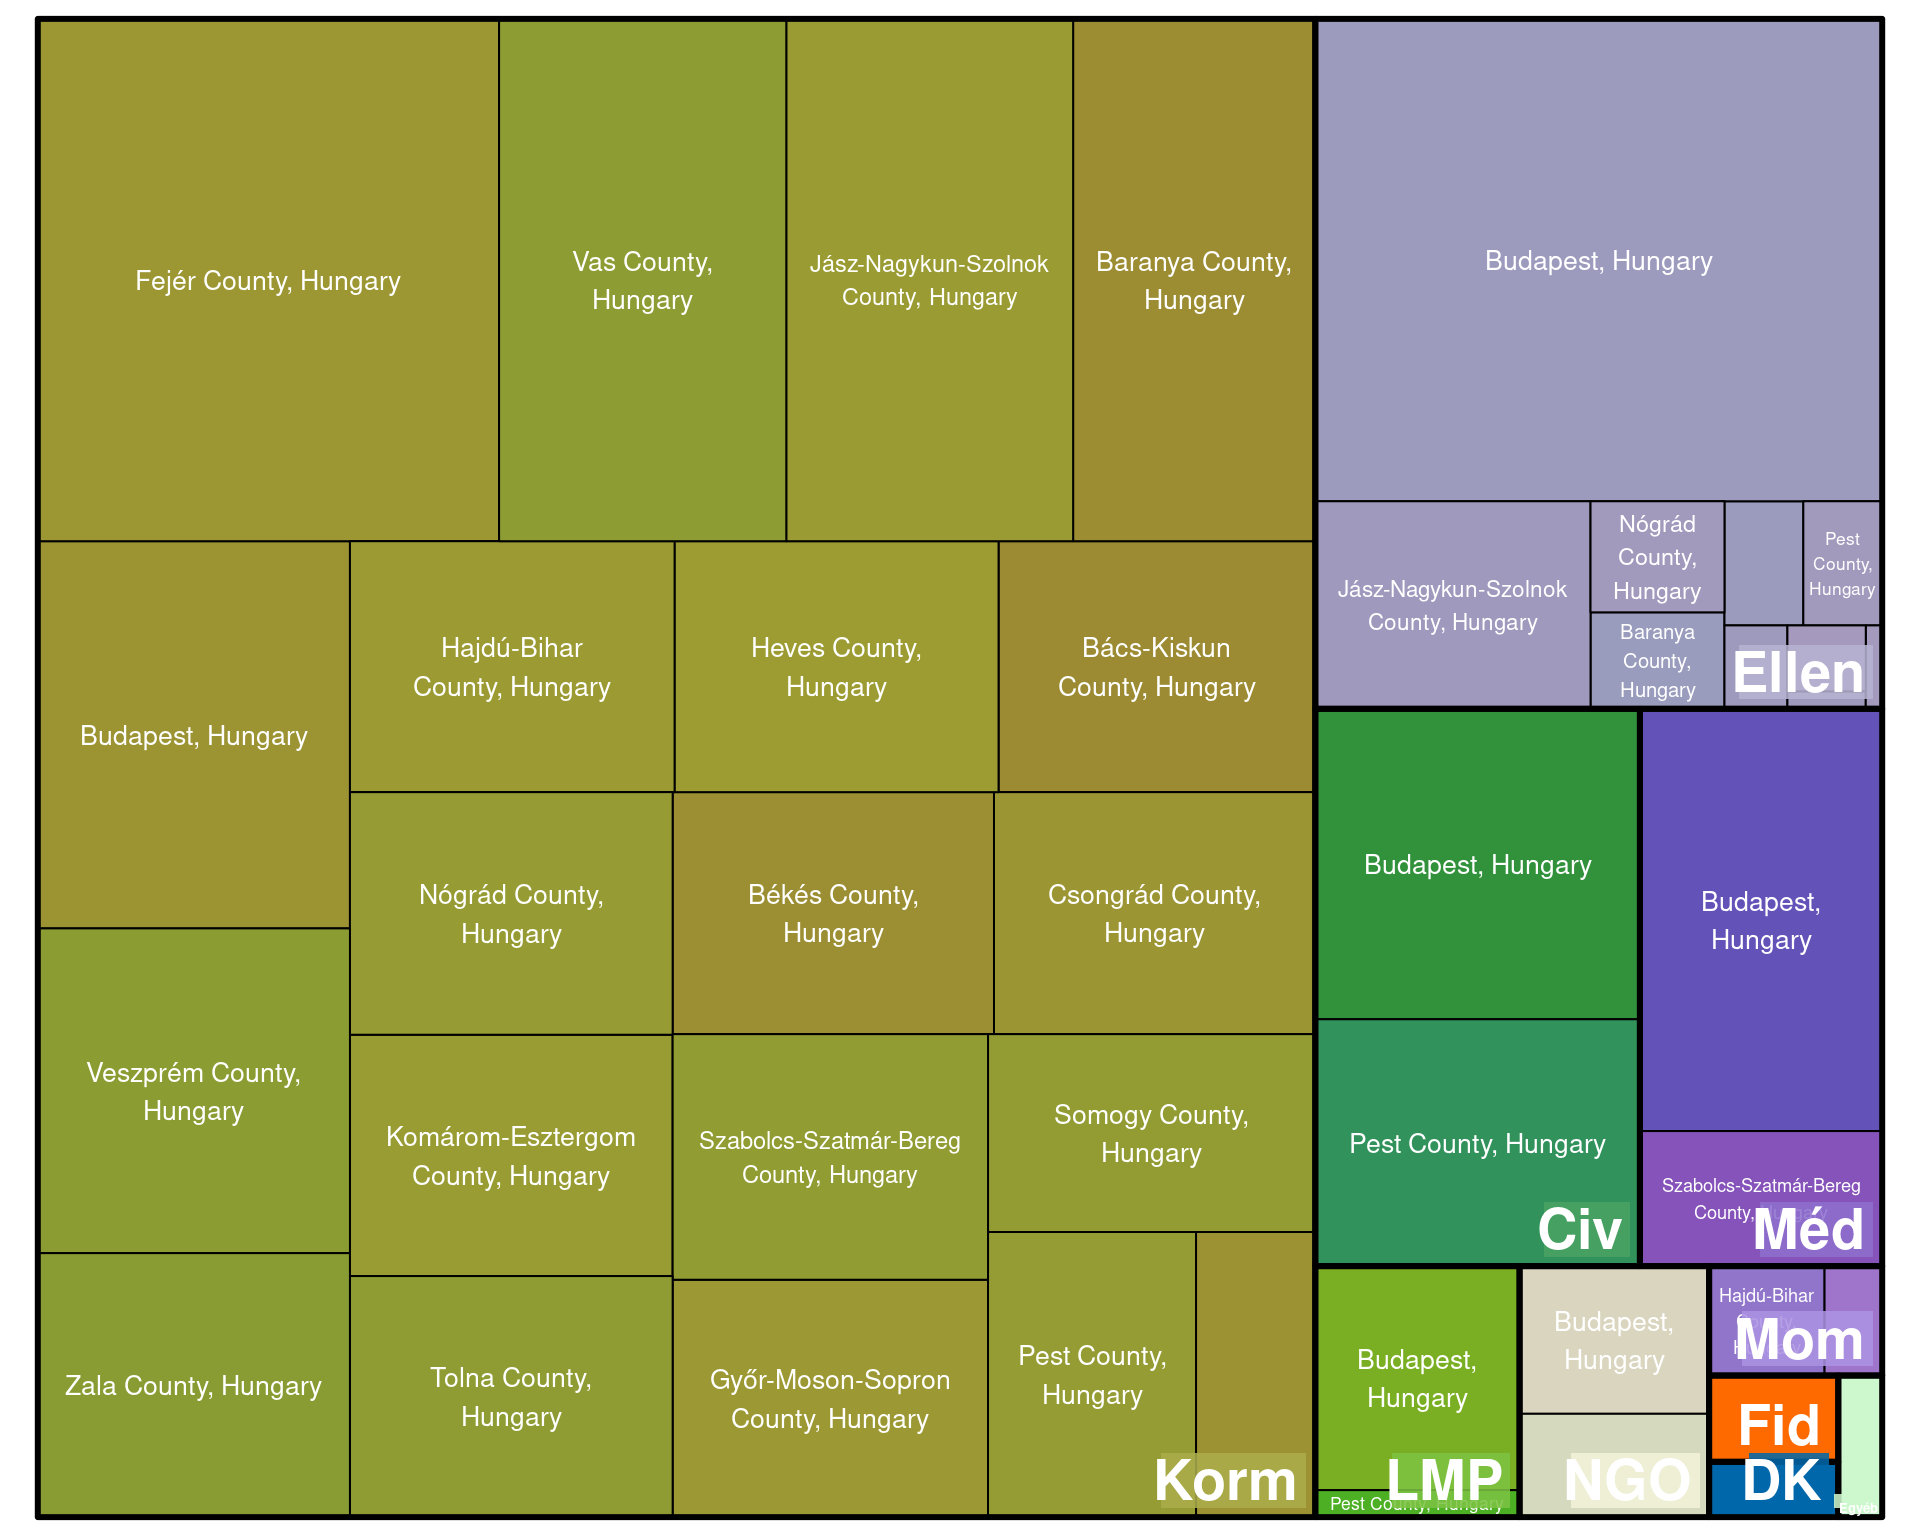 Fejér County, Hungary
Vas County,
Hungary
Jász-Nagykun-Szolnok
County, Hungary
Baranya County,
Hungary
Budapest, Hungary
Hajdú-Bihar
County, Hungary
Heves County,
Hungary
Bács-Kiskun
County, Hungary
Nógrád County,
Hungary
Békés County,
Hungary
Csongrád County,
Hungary
Veszprém County,
Hungary
Komárom-Esztergom
County, Hungary
Szabolcs-Szatmár-Bereg
County, Hungary
Somogy County,
Hungary
Zala County, Hungary
Tolna County,
Hungary
Győr-Moson-Sopron
County, Hungary
Pest County,
Hungary
Korm
Budapest, Hungary
Jász-Nagykun-Szolnok
County, Hungary
Nógrád
County,
Hungary
Baranya
County,
Hungary
Pest
County,
Hungary
Ellen
Budapest, Hungary
Pest County, Hungary
Civ
Budapest,
Hungary
Szabolcs-Szatmár-Bereg
County, Hungary
Méd
Budapest,
Hungary
Pest County, Hungary
LMP
Budapest,
Hungary
NGO
Hajdú-Bihar
County,
Mom
Fid
DK
Egyéb